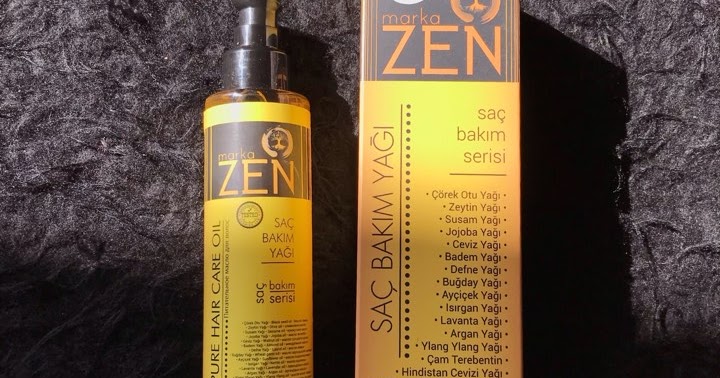 marka
ZEN
PURE HAIR CARE OIL
SAÇ
BAKIM
YAĞI
saç bakım
serisi
marka
ZEN
saç
bakım
serisi
SAÇ BAKIM YAĞI
• Çörek Otu Yağı •
• Zeytin Yağı •
• Susam Yağı •
• Jojoba Yağı •
• Ceviz Yağı •
• Badem Yağı •
• Defne Yağı •
• Buğday Yağı •
• Ayçiçek Yağı •
• Isırgan Yağı •
• Lavanta Yağı •
• Argan Yağı •
• Ylang Ylang Yağı •
• Çam Terebentin •
• Hindistan Cevizi Yağı •